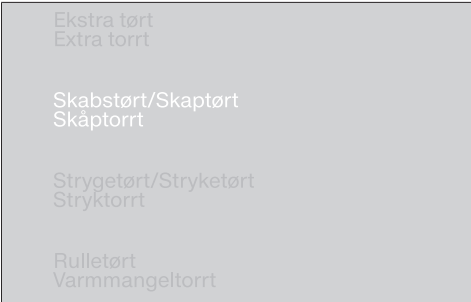 Ekstra tørt
Extra torrt
Skabstørt/Skaptørt
Skåptorrt
Strygetørt/Stryketørt
Stryktorrt
Rulletørt
Varmmangeltorrt